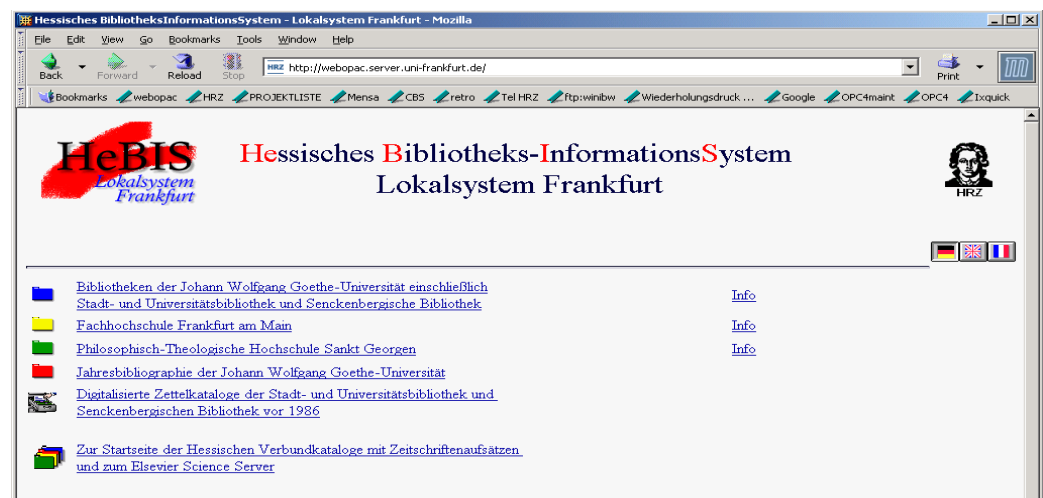 Hessisches BibliotheksInformationsSystem - Lokalsystem Frankfurt - Mozilla
File Edit View Go Bookmarks Tools Window Help
Back Forward Reload Stop HRZ http://webopac.server.uni-frankfurt.de/ Print m
Bookmarks webopac HRZ PROJEKTLISTE Mensa CBS retro Tel HRZ ftp:winibw Wiederholungsdruck ... Google OPC4maint OPC4 Ixquick
HeBIS
Lokalsystem
Frankfurt
Hessisches Bibliotheks-InformationsSystem
Lokalsystem Frankfurt
HRZ
Bibliotheken der Johann Wolfgang Goethe-Universität einschließlich
Stadt- und Universitätsbibliothek und Senckenbergische Bibliothek Info
Fachhochschule Frankfurt am Main Info
Philosophisch-Theologische Hochschule Sankt Georgen Info
Jahresbibliographie der Johann Wolfgang Goethe-Universität
Digitalisierte Zettelkataloge der Stadt- und Universitätsbibliothek und
Senckenbergischen Bibliothek vor 1986
Zur Startseite der Hessischen Verbundkataloge mit Zeitschriftenaufsätzen
und zum Elsevier Science Server